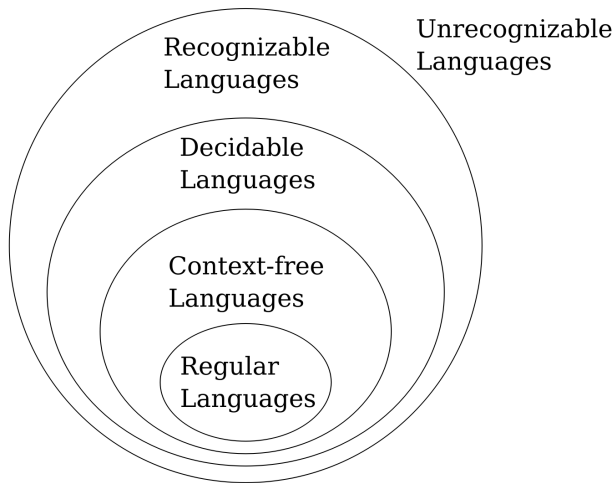 Unrecognizable
Languages
Recognizable
Languages
Decidable
Languages
Context-free
Languages
Regular
Languages